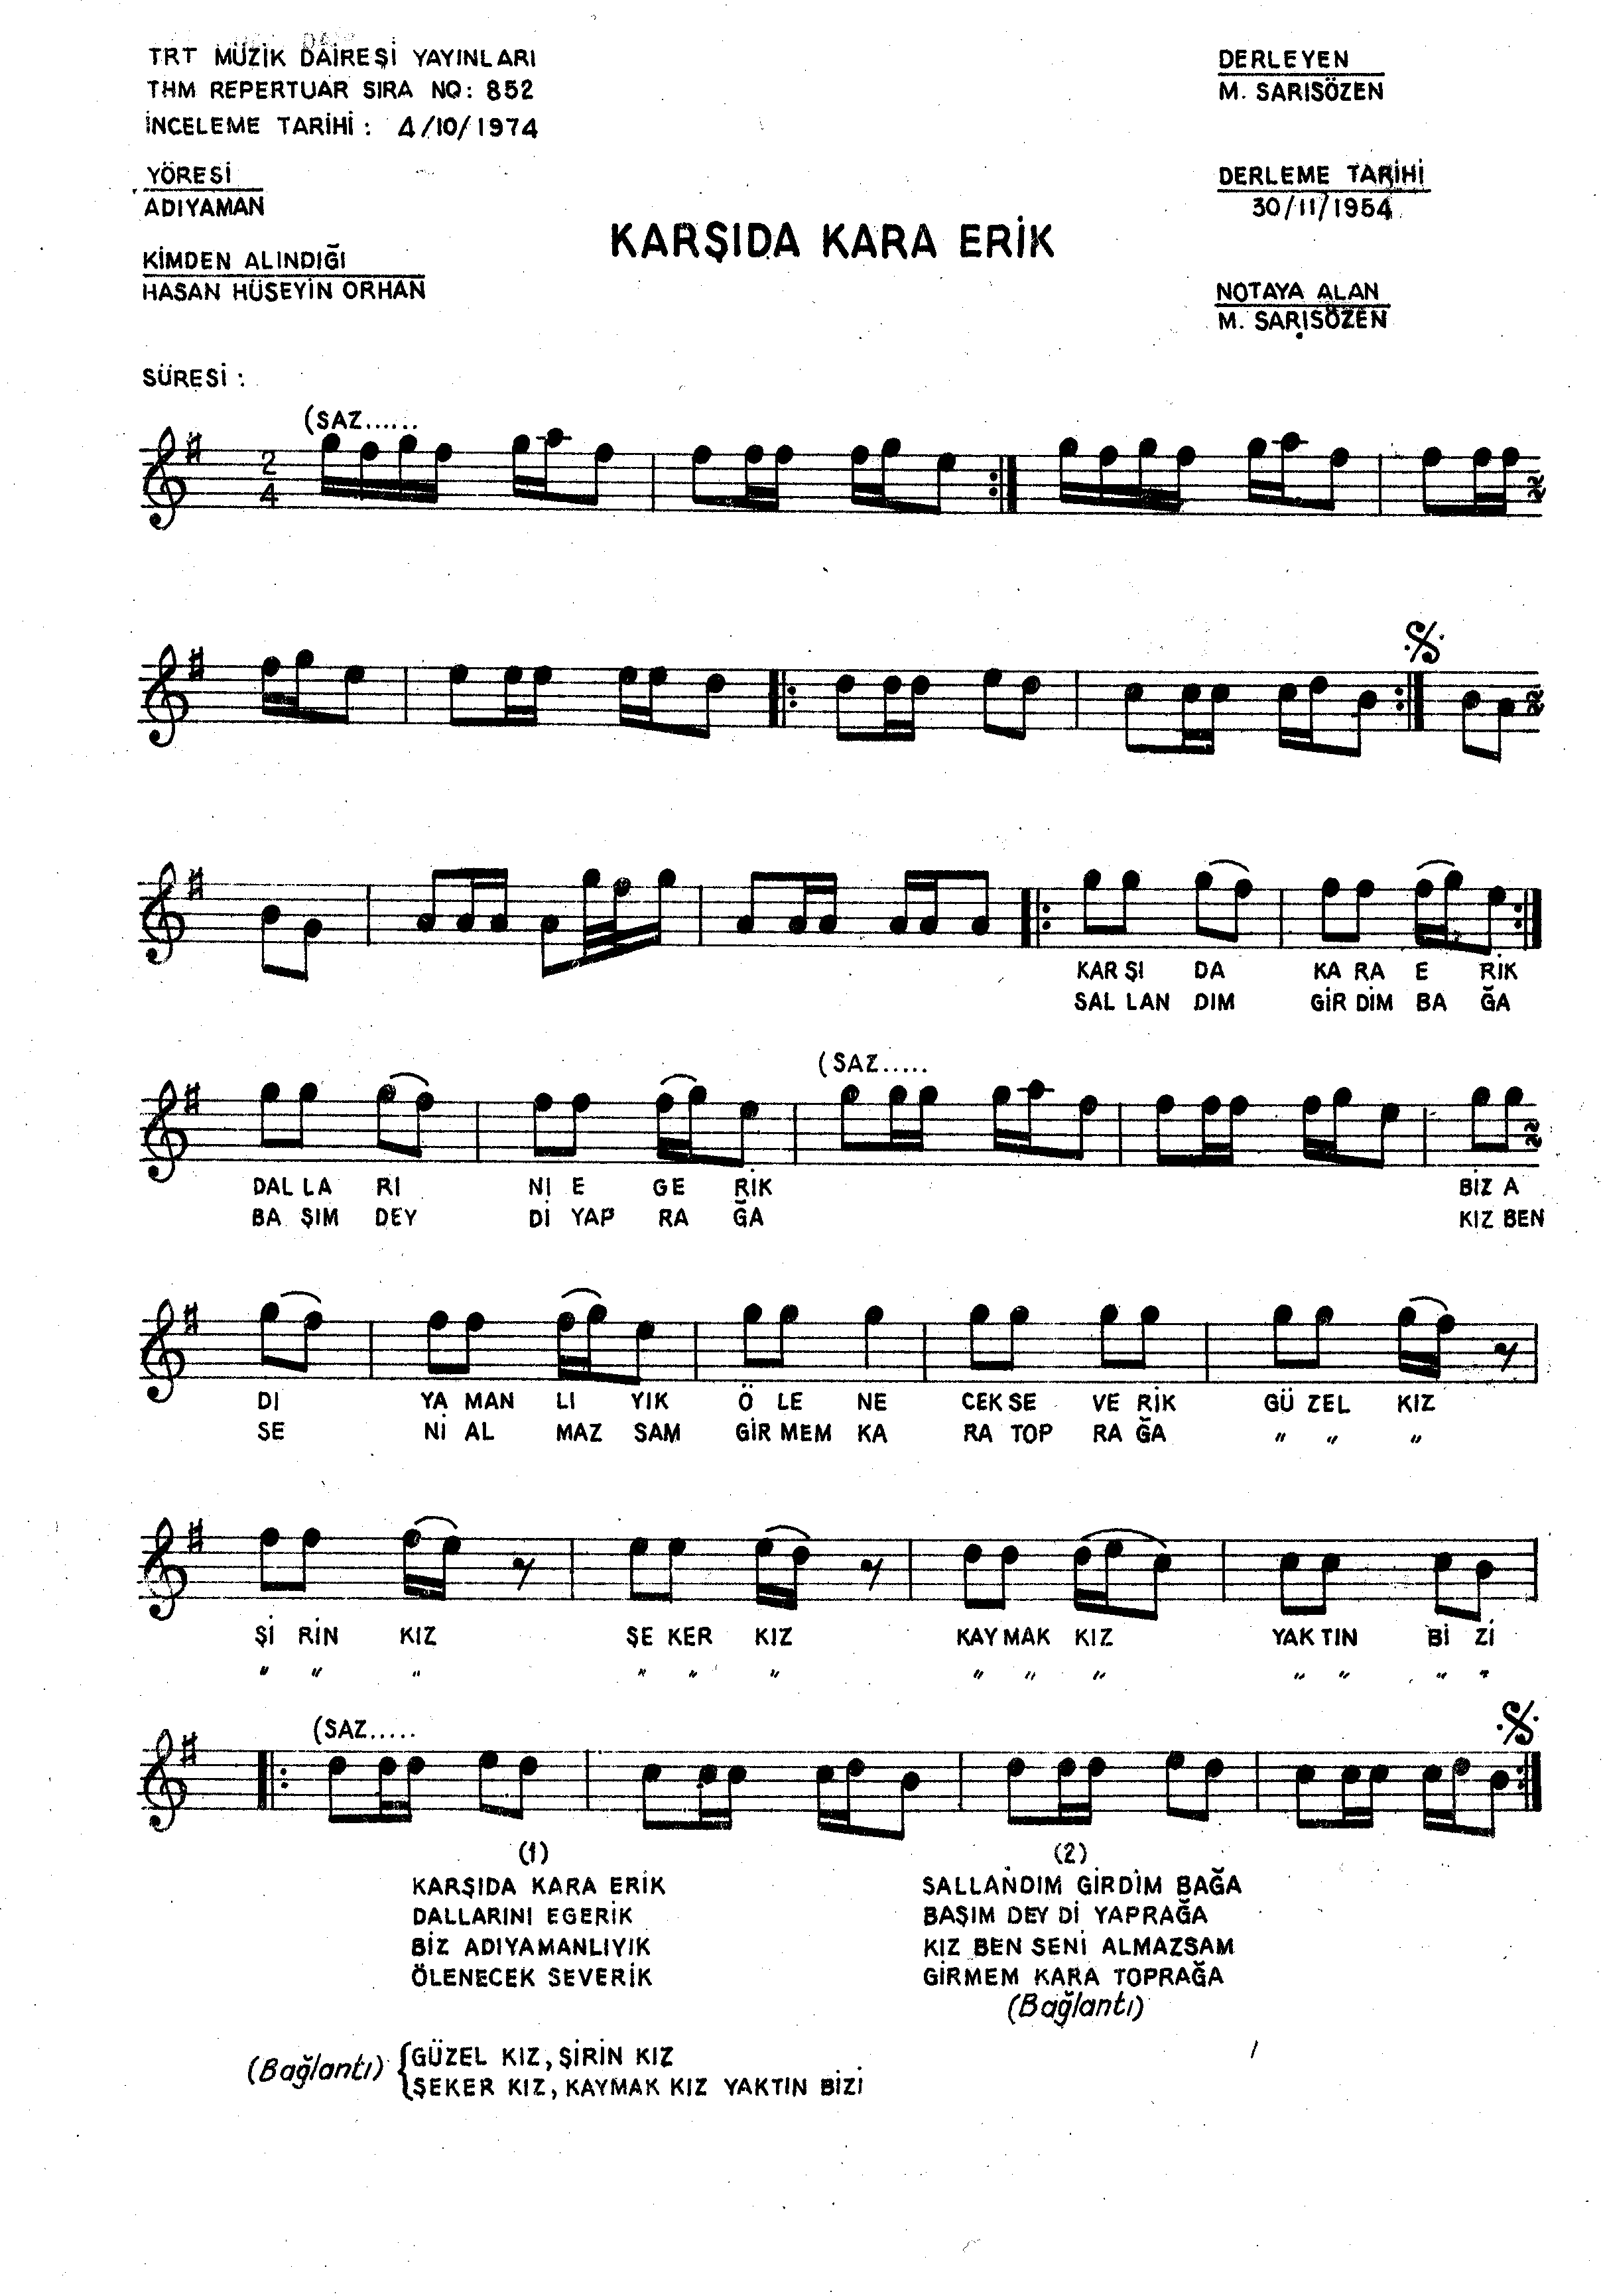 TRT MÜZİK DAİRESİ YAYINLARI
THM REPERTUAR SIRA NO: 852
İNCELEME TARİHİ : 4/10/1974
DERLEYEN
M. SARISÖZEN
YÖRESİ
ADIYAMAN
DERLEME TARİHİ
30/11/1954
KARŞIDA KARA ERİK
KİMDEN ALINDIĞI
HASAN HÜSEYİN ORHAN
NOTAYA ALAN
M. SARISÖZEN
SÜRESİ :
(SAZ......
2
4
KAR ŞI DA KA RA E RİK
SAL LAN DIM GİR DİM BA ĞA
(SAZ.....
DAL LA RI NI E GE RİK BİZ A
BA ŞIM DEY Dİ YAP RA ĞA KIZ BEN
DI YA MAN LI YIK Ö LE NE CEK SE VE RİK GÜ ZEL KIZ
SE Nİ AL MAZ SAM GİR MEM KA RA TOP RA ĞA " " "
Şİ RİN KIZ ŞE KER KIZ KAY MAK KIZ YAK TIN Bİ Zİ
" " " " " " " " " " " " "
(SAZ.....
(1)
KARŞIDA KARA ERİK
DALLARINI EGERİK
BİZ ADIYAMANLIYIK
ÖLENECEK SEVERİK
(2)
SALLANDIM GİRDİM BAĞA
BAŞIM DEY Dİ YAPRAĞA
KIZ BEN SENİ ALMAZSAM
GİRMEM KARA TOPRAĞA
(Bağlantı)
(Bağlantı) {GÜZEL KIZ, ŞİRİN KIZ
ŞEKER KIZ, KAYMAK KIZ YAKTIN BİZİ